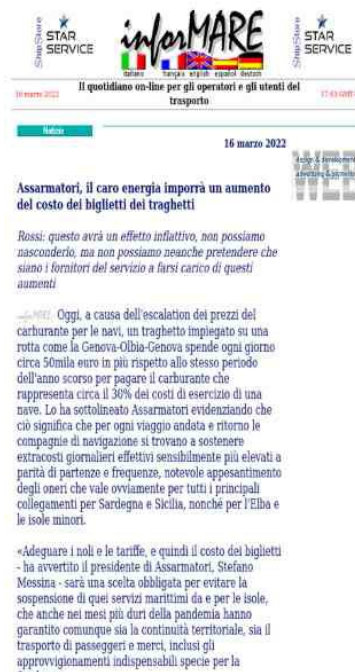 ShipStore
STAR
SERVICE
inforMARE
ShipStore
STAR
SERVICE
italiano français english español deutsch
16 marzo 2022
Il quotidiano on-line per gli operatori e gli utenti del
trasporto
Notizie
16 marzo 2022
WEB
design & development
Assarmatori, il caro energia imporrà un aumento
del costo dei biglietti dei traghetti
Rossi: questo avrà un effetto inflattivo, non possiamo
nasconderlo, ma non possiamo neanche pretendere che
siano i fornitori del servizio a farsi carico di questi
aumenti
inforMARE Oggi, a causa dell'escalation dei prezzi del
carburante per le navi, un traghetto impiegato su una
rotta come la Genova-Olbia-Genova spende ogni giorno
circa 50mila euro in più rispetto allo stesso periodo
dell'anno scorso per pagare il carburante che
rappresenta circa il 30% dei costi di esercizio di una
nave. Lo ha sottolineato Assarmatori evidenziando che
ciò significa che per ogni viaggio andata e ritorno le
compagnie di navigazione si trovano a sostenere
extracosti giornalieri effettivi sensibilmente più elevati a
parità di partenze e frequenze, notevole appesantimento
degli oneri che vale ovviamente per tutti i principali
collegamenti per Sardegna e Sicilia, nonché per l'Elba e
le isole minori.
«Adeguare i noli e le tariffe, e quindi il costo dei biglietti
- ha avvertito il presidente di Assarmatori, Stefano
Messina - sarà una scelta obbligata per evitare la
sospensione di quei servizi marittimi da e per le isole,
che anche nei mesi più duri della pandemia hanno
garantito comunque sia la continuità territoriale, sia il
trasporto di passeggeri e merci, inclusi gli
approvvigionamenti indispensabili specie per la